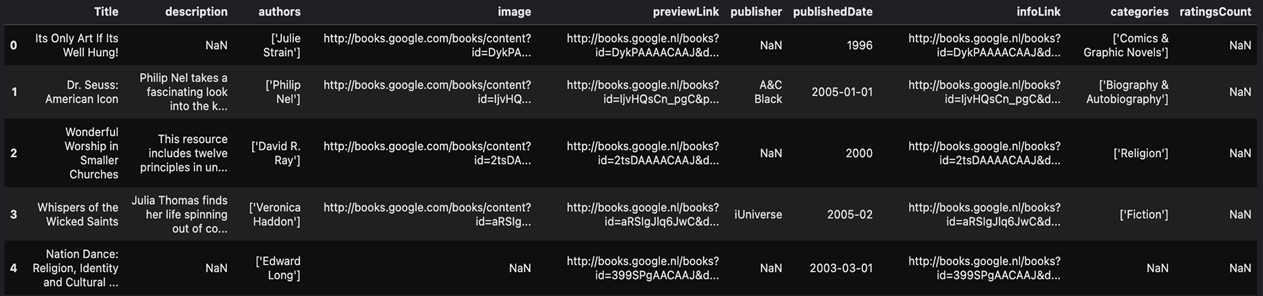 Title description authors image previewLink publisher publishedDate infoLink categories ratingsCount
0 Its Only Art If Its Well Hung! NaN ['Julie Strain'] http://books.google.com/books/content?id=DykPA... http://books.google.nl/books?id=DykPAAAACAAJ&d... NaN 1996 http://books.google.nl/books?id=DykPAAAACAAJ&d... ['Comics & Graphic Novels'] NaN
1 Dr. Seuss: American Icon Philip Nel takes a fascinating look into the k... ['Philip Nel'] http://books.google.com/books/content?id=IjvHQ... http://books.google.nl/books?id=IjvHQsCn_pgC&p... A&C Black 2005-01-01 http://books.google.nl/books?id=IjvHQsCn_pgC&d... ['Biography & Autobiography'] NaN
2 Wonderful Worship in Smaller Churches This resource includes twelve principles in un... ['David R. Ray'] http://books.google.com/books/content?id=2tsDA... http://books.google.nl/books?id=2tsDAAAACAAJ&d... NaN 2000 http://books.google.nl/books?id=2tsDAAAACAAJ&d... ['Religion'] NaN
3 Whispers of the Wicked Saints Julia Thomas finds her life spinning out of co... ['Veronica Haddon'] http://books.google.com/books/content?id=aRSIg... http://books.google.nl/books?id=aRSIgJlq6JwC&d... iUniverse 2005-02 http://books.google.nl/books?id=aRSIgJlq6JwC&d... ['Fiction'] NaN
4 Nation Dance: Religion, Identity and Cultural ... NaN ['Edward Long'] NaN http://books.google.nl/books?id=399SPgAACAAJ&d... NaN 2003-03-01 http://books.google.nl/books?id=399SPgAACAAJ&d... NaN NaN